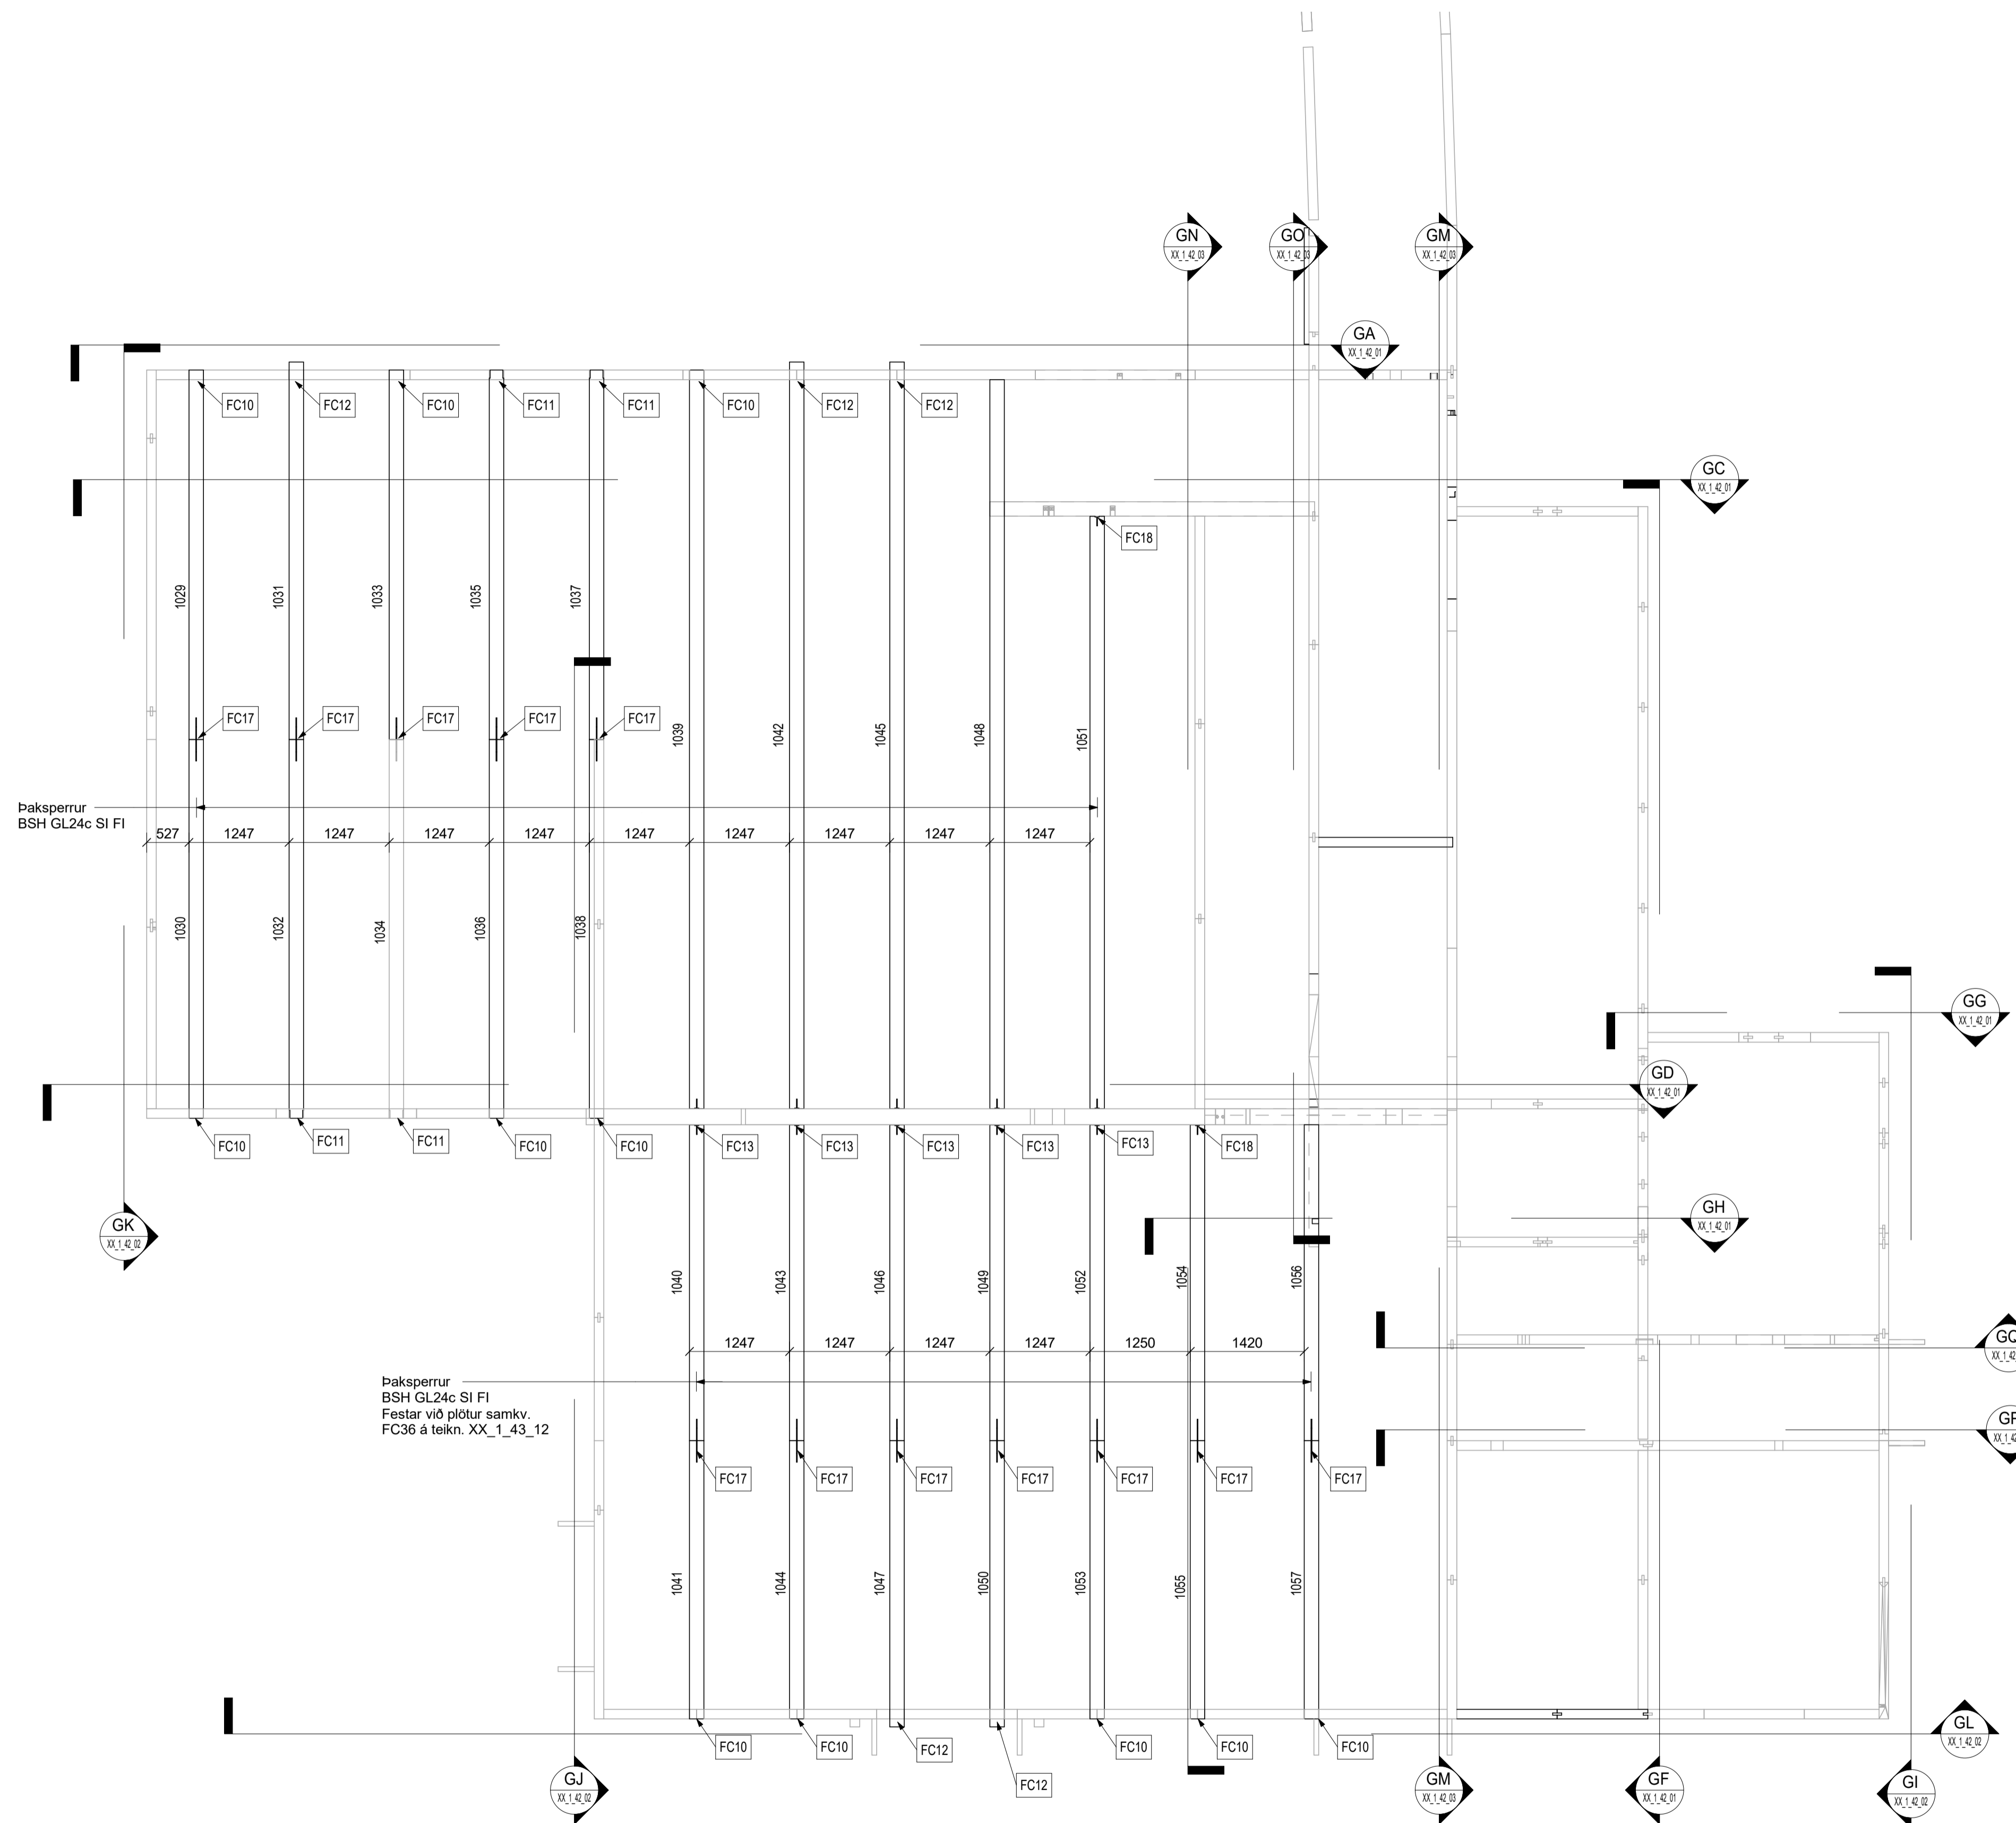 GN
XX_1_42_03
GO
XX_1_42_03
GM
XX_1_42_03
GA
XX_1_42_01
FC10
FC12
FC10
FC11
FC11
FC10
FC12
FC12
GC
XX_1_42_01
FC18
1029
1031
1033
1035
1037
FC17
FC17
FC17
FC17
FC17
1039
1042
1045
1048
1051
Þaksperrur
BSH GL24c SI FI
527
1247
1247
1247
1247
1247
1247
1247
1247
1247
1030
1032
1034
1036
1038
GG
XX_1_42_01
GD
XX_1_42_01
FC10
FC11
FC11
FC10
FC10
FC13
FC13
FC13
FC13
FC13
FC18
GK
XX_1_42_02
GH
XX_1_42_01
1040
1043
1046
1049
1052
1054
1056
1247
1247
1247
1247
1250
1420
Þaksperrur
BSH GL24c SI FI
Festar við plötur samkv.
FC36 á teikn. XX_1_43_12
FC17
FC17
FC17
FC17
FC17
FC17
FC17
1041
1044
1047
1050
1053
1055
1057
FC10
FC10
FC12
FC12
FC10
FC10
FC10
GL
XX_1_42_02
GJ
XX_1_42_02
GM
XX_1_42_03
GF
XX_1_42_01
GI
XX_1_42_02